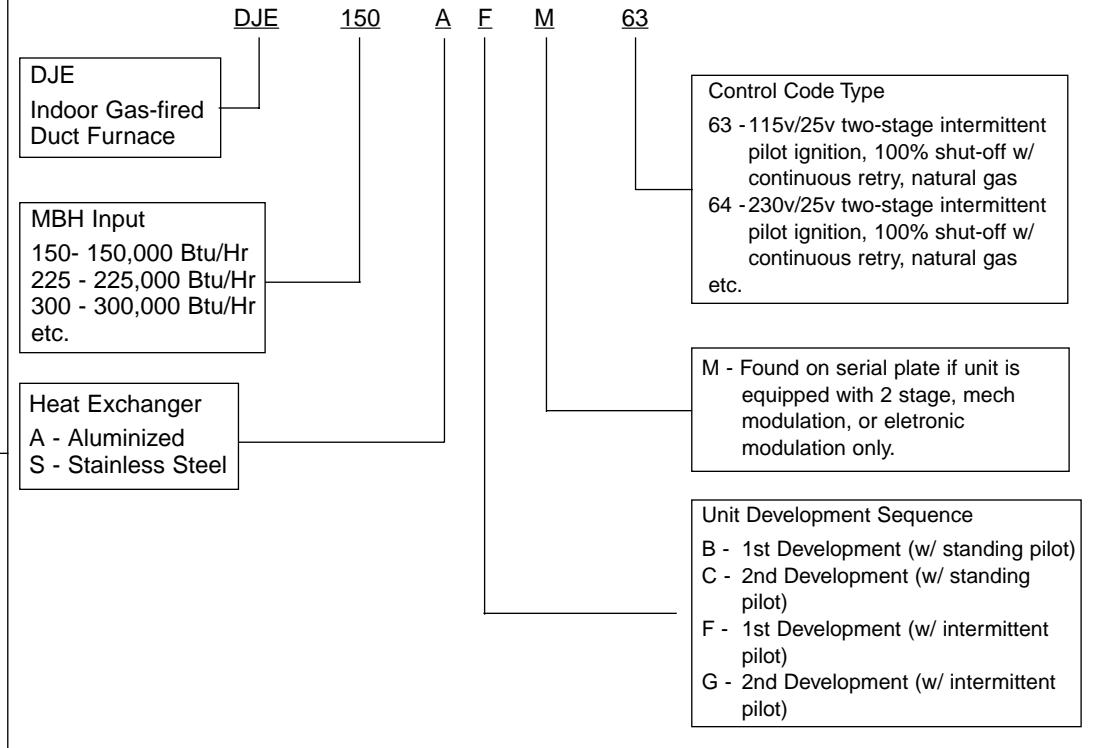 DJE 150 A F M 63
DJE
Indoor Gas-fired
Duct Furnace
MBH Input
150- 150,000 Btu/Hr
225 - 225,000 Btu/Hr
300 - 300,000 Btu/Hr
etc.
Heat Exchanger
A - Aluminized
S - Stainless Steel
Control Code Type
63 -115v/25v two-stage intermittent
pilot ignition, 100% shut-off w/
continuous retry, natural gas
64 -230v/25v two-stage intermittent
pilot ignition, 100% shut-off w/
continuous retry, natural gas
etc.
M - Found on serial plate if unit is
equipped with 2 stage, mech
modulation, or eletronic
modulation only.
Unit Development Sequence
B - 1st Development (w/ standing pilot)
C - 2nd Development (w/ standing
pilot)
F - 1st Development (w/ intermittent
pilot)
G - 2nd Development (w/ intermittent
pilot)